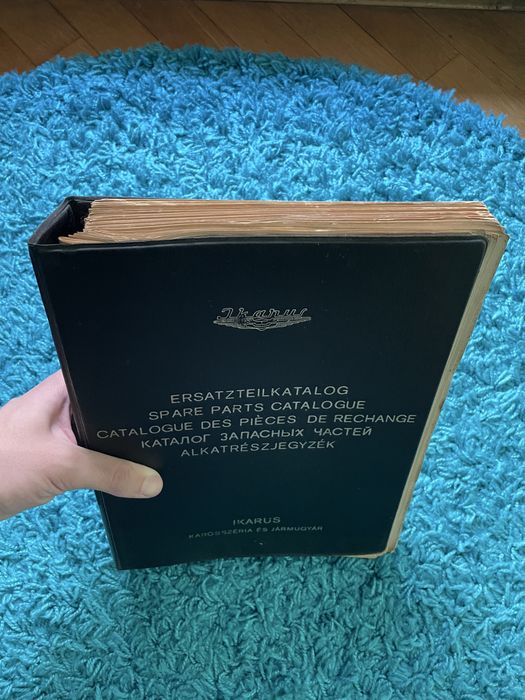 Ikarus
ERSATZTEILKATALOG
SPARE PARTS CATALOGUE
CATALOGUE DES PIÈCES DE RECHANGE
КАТАЛОГ ЗАПАСНЫХ ЧАСТЕЙ
ALKATRÉSZJEGYZÉK
IKARUS
KAROSSZÉRIA ÉS JÁRMŰGYÁR